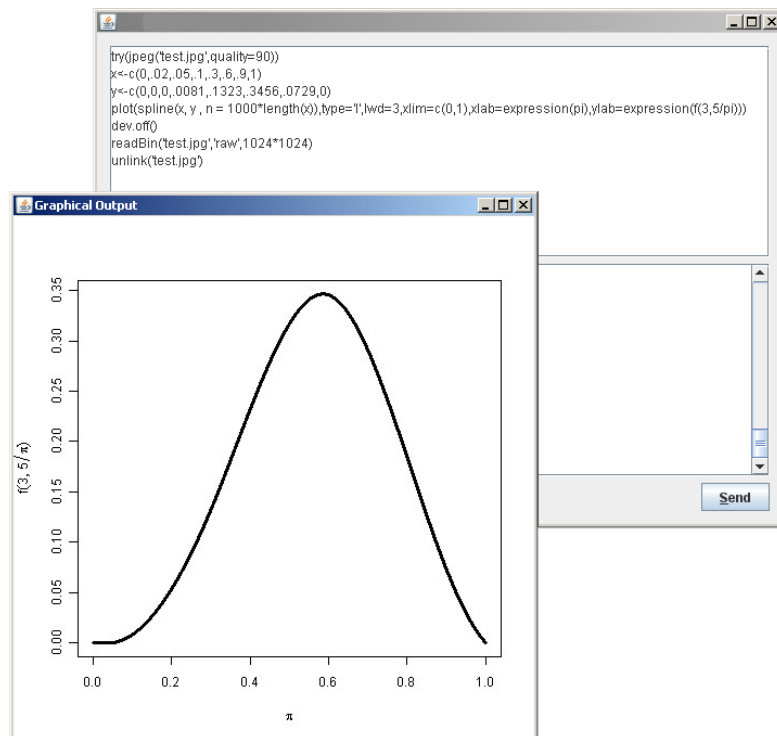 try(jpeg('test.jpg',quality=90))
x<-c(0,.02,.05,.1,.3,.6,.9,1)
y<-c(0,0,0,.0081,.1323,.3456,.0729,0)
plot(spline(x, y , n = 1000*length(x)),type='l',lwd=3,xlim=c(0,1),xlab=expression(pi),ylab=expression(f(3,5/pi)))
dev.off()
readBin('test.jpg','raw',1024*1024)
unlink('test.jpg')
Graphical Output
0.35
0.30
0.25
0.20
0.15
0.10
0.05
0.00
f(3, 5/π)
0.0 0.2 0.4 0.6 0.8 1.0
π
Send